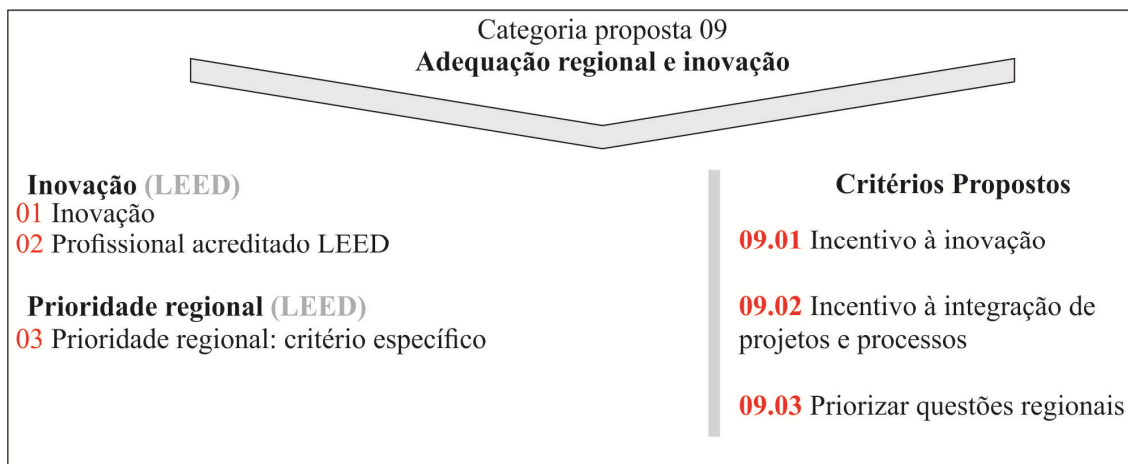 Categoria proposta 09
Adequação regional e inovação
Inovação (LEED)
01 Inovação
02 Profissional acreditado LEED
Prioridade regional (LEED)
03 Prioridade regional: critério específico
Critérios Propostos
09.01 Incentivo à inovação
09.02 Incentivo à integração de
projetos e processos
09.03 Priorizar questões regionais